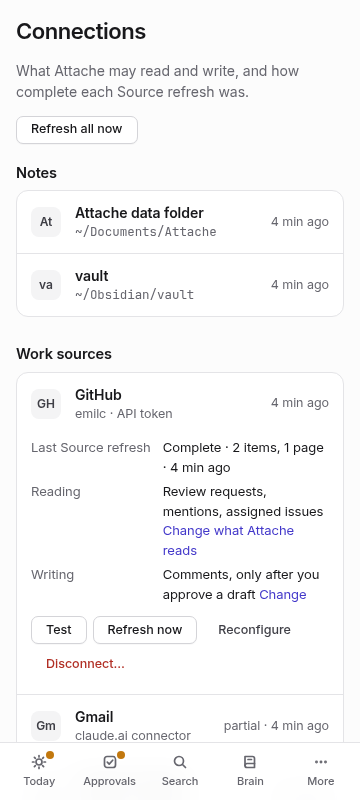 Connections
What Attache may read and write, and how
complete each Source refresh was.
Refresh all now
Notes
At
Attache data folder
~/Documents/Attache
4 min ago
va
vault
~/Obsidian/vault
4 min ago
Work sources
GH
GitHub
emilc · API token
4 min ago
Last Source refresh
Complete · 2 items, 1 page
· 4 min ago
Reading
Review requests,
mentions, assigned issues
Change what Attache
reads
Writing
Comments, only after you
approve a draft Change
Test
Refresh now
Reconfigure
Disconnect...
Gm
Gmail
claude.ai connector
partial · 4 min ago
Today
Approvals
Search
Brain
More